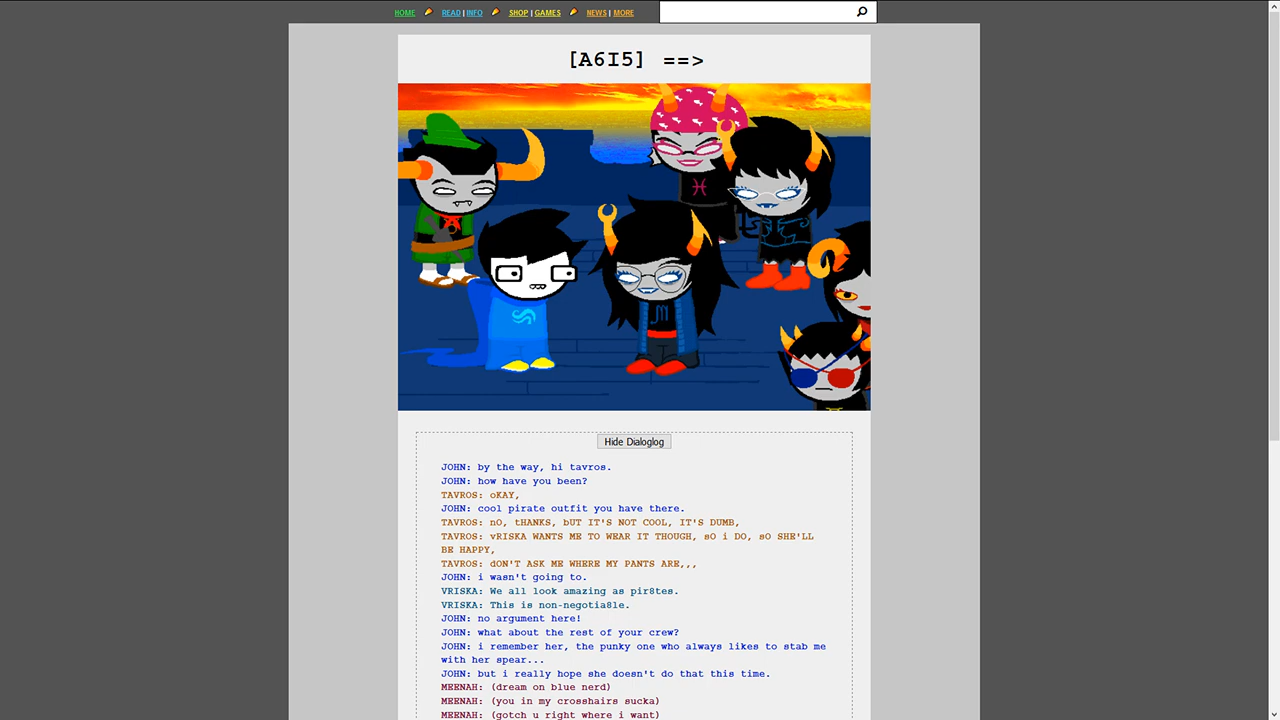 HOME READ | INFO SHOP | GAMES NEWS | MORE
[A6I5] ==>
Hide Dialoglog
JOHN: by the way, hi tavros.
JOHN: how have you been?
TAVROS: oKAY,
JOHN: cool pirate outfit you have there.
TAVROS: nO, tHANKS, bUT IT'S NOT COOL, IT'S DUMB,
TAVROS: vRISKA WANTS ME TO WEAR IT THOUGH, sO i DO, sO SHE'LL
BE HAPPY,
TAVROS: dON'T ASK ME WHERE MY PANTS ARE,,,
JOHN: i wasn't going to.
VRISKA: We all look amazing as pir8tes.
VRISKA: This is non-negotia8le.
JOHN: no argument here!
JOHN: what about the rest of your crew?
JOHN: i remember her, the punky one who always likes to stab me
with her spear...
JOHN: but i really hope she doesn't do that this time.
MEENAH: (dream on blue nerd)
MEENAH: (you in my crosshairs sucka)
MEENAH: (gotch u right where i want)